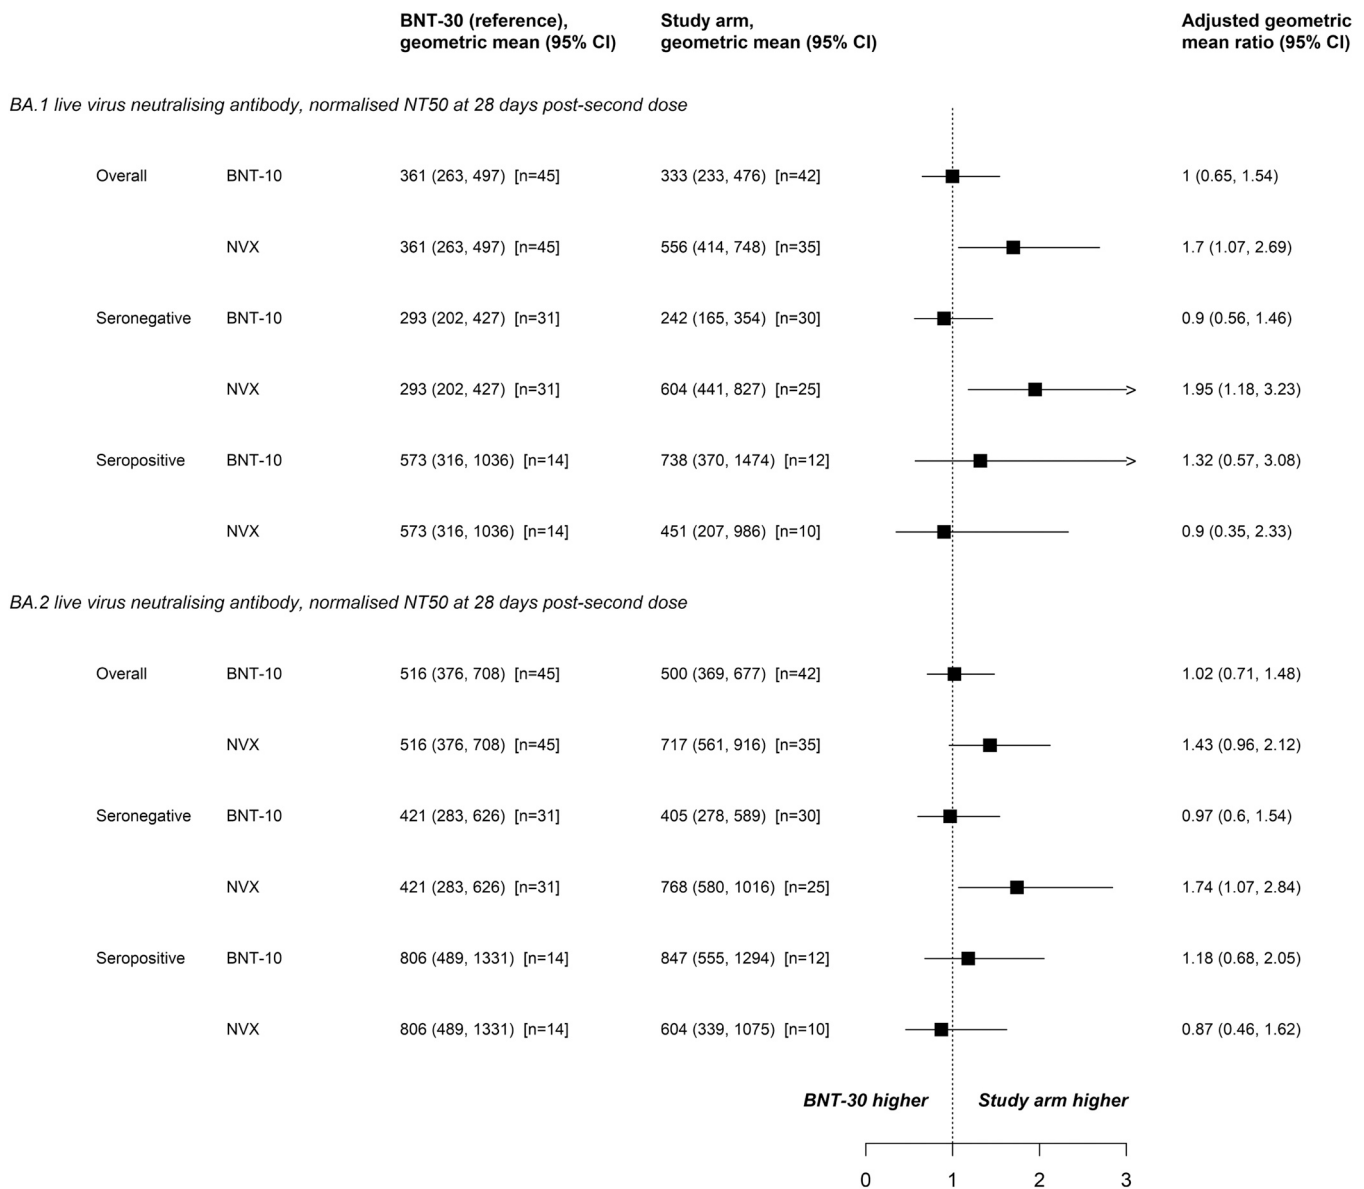 BNT-30 (reference), Study arm, Adjusted geometric
geometric mean (95% CI) geometric mean (95% CI) mean ratio (95% CI)
BA.1 live virus neutralising antibody, normalised NT50 at 28 days post-second dose
Overall BNT-10 361 (263, 497) [n=45] 333 (233, 476) [n=42] 1 (0.65, 1.54)
NVX 361 (263, 497) [n=45] 556 (414, 748) [n=35] 1.7 (1.07, 2.69)
Seronegative BNT-10 293 (202, 427) [n=31] 242 (165, 354) [n=30] 0.9 (0.56, 1.46)
NVX 293 (202, 427) [n=31] 604 (441, 827) [n=25] 1.95 (1.18, 3.23)
Seropositive BNT-10 573 (316, 1036) [n=14] 738 (370, 1474) [n=12] 1.32 (0.57, 3.08)
NVX 573 (316, 1036) [n=14] 451 (207, 986) [n=10] 0.9 (0.35, 2.33)
BA.2 live virus neutralising antibody, normalised NT50 at 28 days post-second dose
Overall BNT-10 516 (376, 708) [n=45] 500 (369, 677) [n=42] 1.02 (0.71, 1.48)
NVX 516 (376, 708) [n=45] 717 (561, 916) [n=35] 1.43 (0.96, 2.12)
Seronegative BNT-10 421 (283, 626) [n=31] 405 (278, 589) [n=30] 0.97 (0.6, 1.54)
NVX 421 (283, 626) [n=31] 768 (580, 1016) [n=25] 1.74 (1.07, 2.84)
Seropositive BNT-10 806 (489, 1331) [n=14] 847 (555, 1294) [n=12] 1.18 (0.68, 2.05)
NVX 806 (489, 1331) [n=14] 604 (339, 1075) [n=10] 0.87 (0.46, 1.62)
BNT-30 higher Study arm higher
0 1 2 3